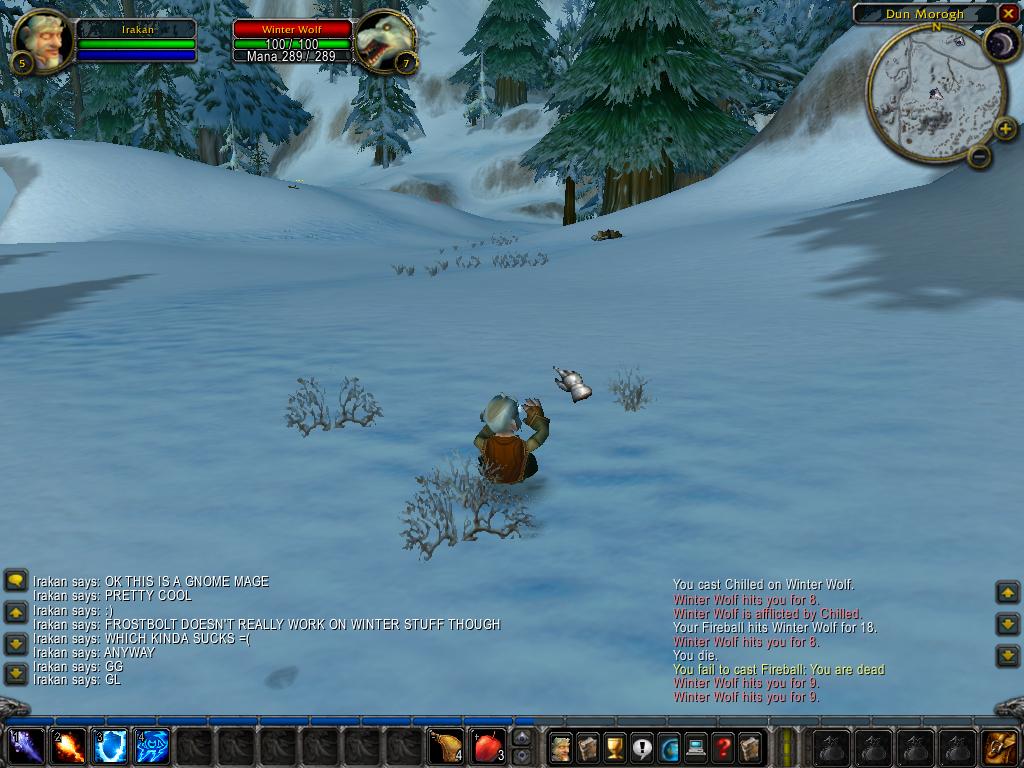 Irakan
5
Winter Wolf
100 / 100
Mana 289 / 289
7
Dun Morogh
N
Irakan says: OK THIS IS A GNOME MAGE
Irakan says: PRETTY COOL
Irakan says: :)
Irakan says: FROSTBOLT DOESN'T REALLY WORK ON WINTER STUFF THOUGH
Irakan says: WHICH KINDA SUCKS =(
Irakan says: ANYWAY
Irakan says: GG
Irakan says: GL
You cast Chilled on Winter Wolf.
Winter Wolf hits you for 8.
Winter Wolf is afflicted by Chilled.
Your Fireball hits Winter Wolf for 18.
Winter Wolf hits you for 8.
You die.
You fail to cast Fireball: You are dead
Winter Wolf hits you for 9.
Winter Wolf hits you for 9.
1 2 3 4 4 3